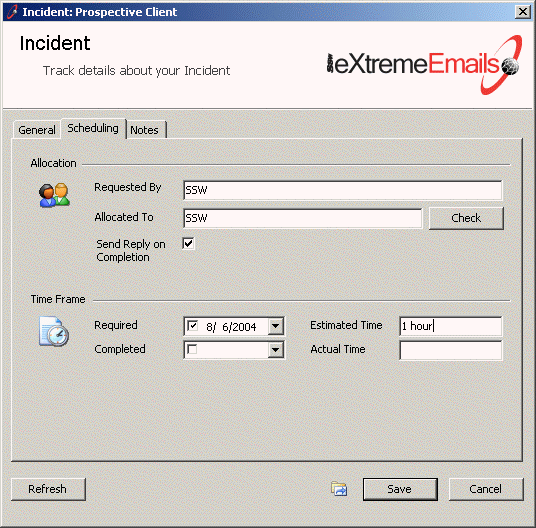 Incident: Prospective Client
Incident
Track details about your Incident
SSW eXtremeEmails
General Scheduling Notes
Allocation
Requested By SSW
Allocated To SSW Check
Send Reply on
Completion
Time Frame
Required 8/ 6/2004 Estimated Time 1 hour
Completed Actual Time
Refresh Save Cancel